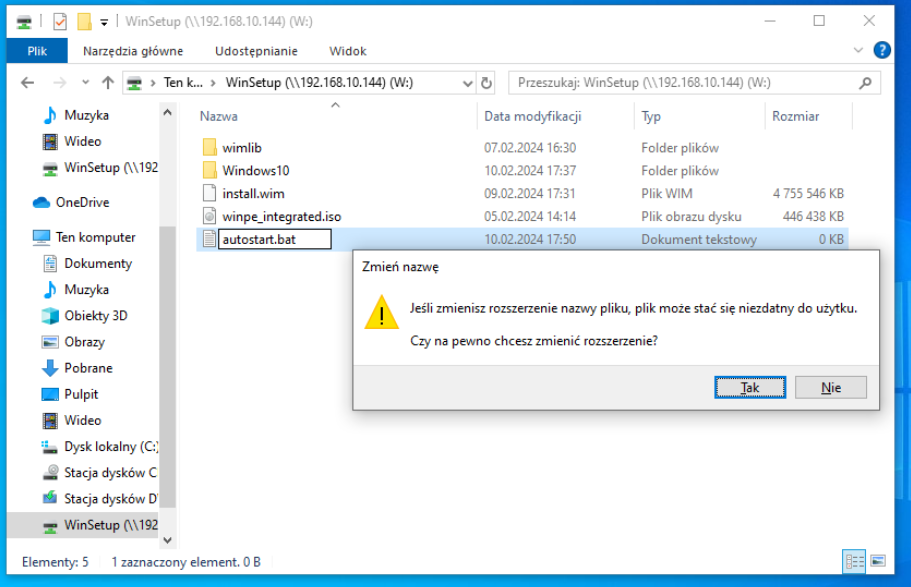 WinSetup (\\192.168.10.144) (W:)
Plik Narzędzia główne Udostępnianie Widok
Ten k... WinSetup (\\192.168.10.144) (W:) Przeszukaj: WinSetup (\\192.168.10.144) (W:)
Muzyka
Wideo
WinSetup (\\192
OneDrive
Ten komputer
Dokumenty
Muzyka
Obiekty 3D
Obrazy
Pobrane
Pulpit
Wideo
Dysk lokalny (C:)
Stacja dysków C
Stacja dysków D
WinSetup (\\192
Nazwa Data modyfikacji Typ Rozmiar
wimlib 07.02.2024 16:30 Folder plików
Windows10 10.02.2024 17:37 Folder plików
install.wim 09.02.2024 17:31 Plik WIM 4 755 546 KB
winpe_integrated.iso 05.02.2024 14:14 Plik obrazu dysku 446 438 KB
autostart.bat 10.02.2024 17:50 Dokument tekstowy 0 KB
Zmień nazwę
Jeśli zmienisz rozszerzenie nazwy pliku, plik może stać się niezdatny do użytku.
Czy na pewno chcesz zmienić rozszerzenie?
Tak Nie
Elementy: 5 1 zaznaczony element. 0 B